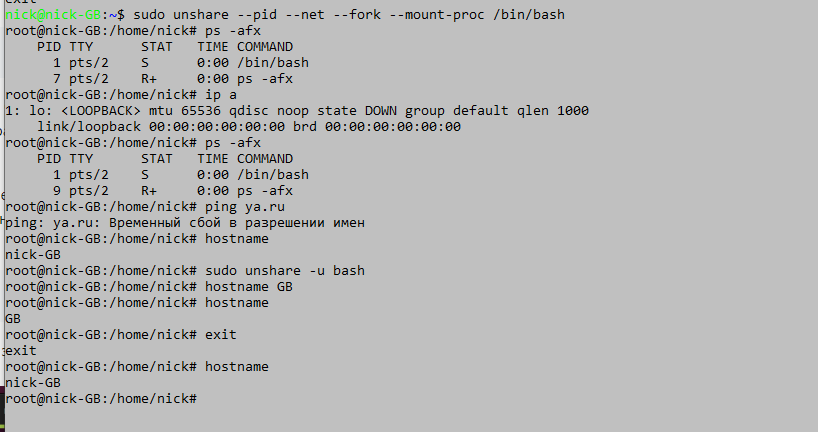 exit
nick@nick-GB:~$ sudo unshare --pid --net --fork --mount-proc /bin/bash
root@nick-GB:/home/nick# ps -afx
    PID TTY      STAT   TIME COMMAND
      1 pts/2    S      0:00 /bin/bash
      7 pts/2    R+     0:00 ps -afx
root@nick-GB:/home/nick# ip a
1: lo: <LOOPBACK> mtu 65536 qdisc noop state DOWN group default qlen 1000
    link/loopback 00:00:00:00:00:00 brd 00:00:00:00:00:00
root@nick-GB:/home/nick# ps -afx
    PID TTY      STAT   TIME COMMAND
      1 pts/2    S      0:00 /bin/bash
      9 pts/2    R+     0:00 ps -afx
root@nick-GB:/home/nick# ping ya.ru
ping: ya.ru: Временный сбой в разрешении имен
root@nick-GB:/home/nick# hostname
nick-GB
root@nick-GB:/home/nick# sudo unshare -u bash
root@nick-GB:/home/nick# hostname GB
root@nick-GB:/home/nick# hostname
GB
root@nick-GB:/home/nick# exit
exit
root@nick-GB:/home/nick# hostname
nick-GB
root@nick-GB:/home/nick#